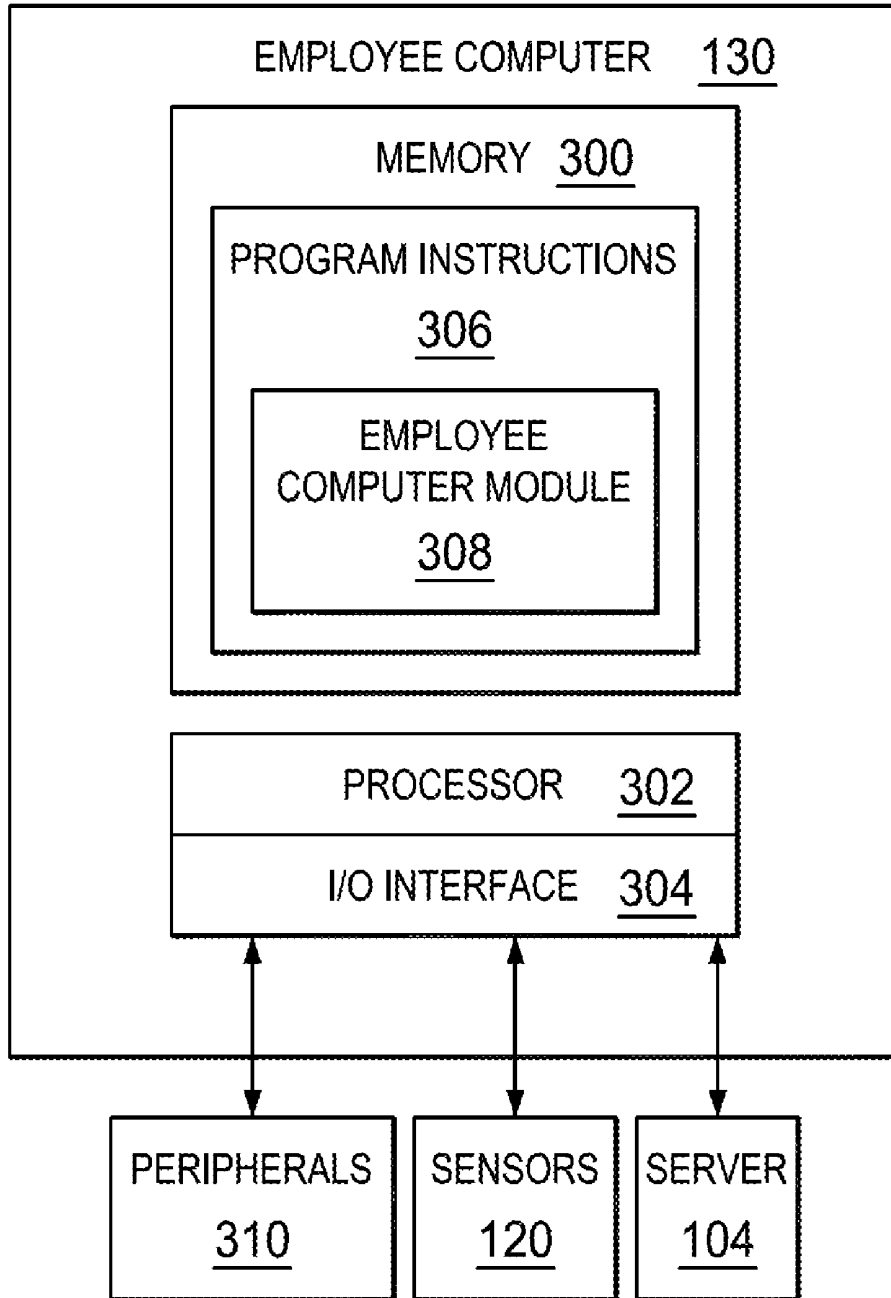 EMPLOYEE COMPUTER 130
MEMORY 300
PROGRAM INSTRUCTIONS
306
EMPLOYEE
COMPUTER MODULE
308
PROCESSOR 302
I/O INTERFACE 304
PERIPHERALS
310
SENSORS
120
SERVER
104